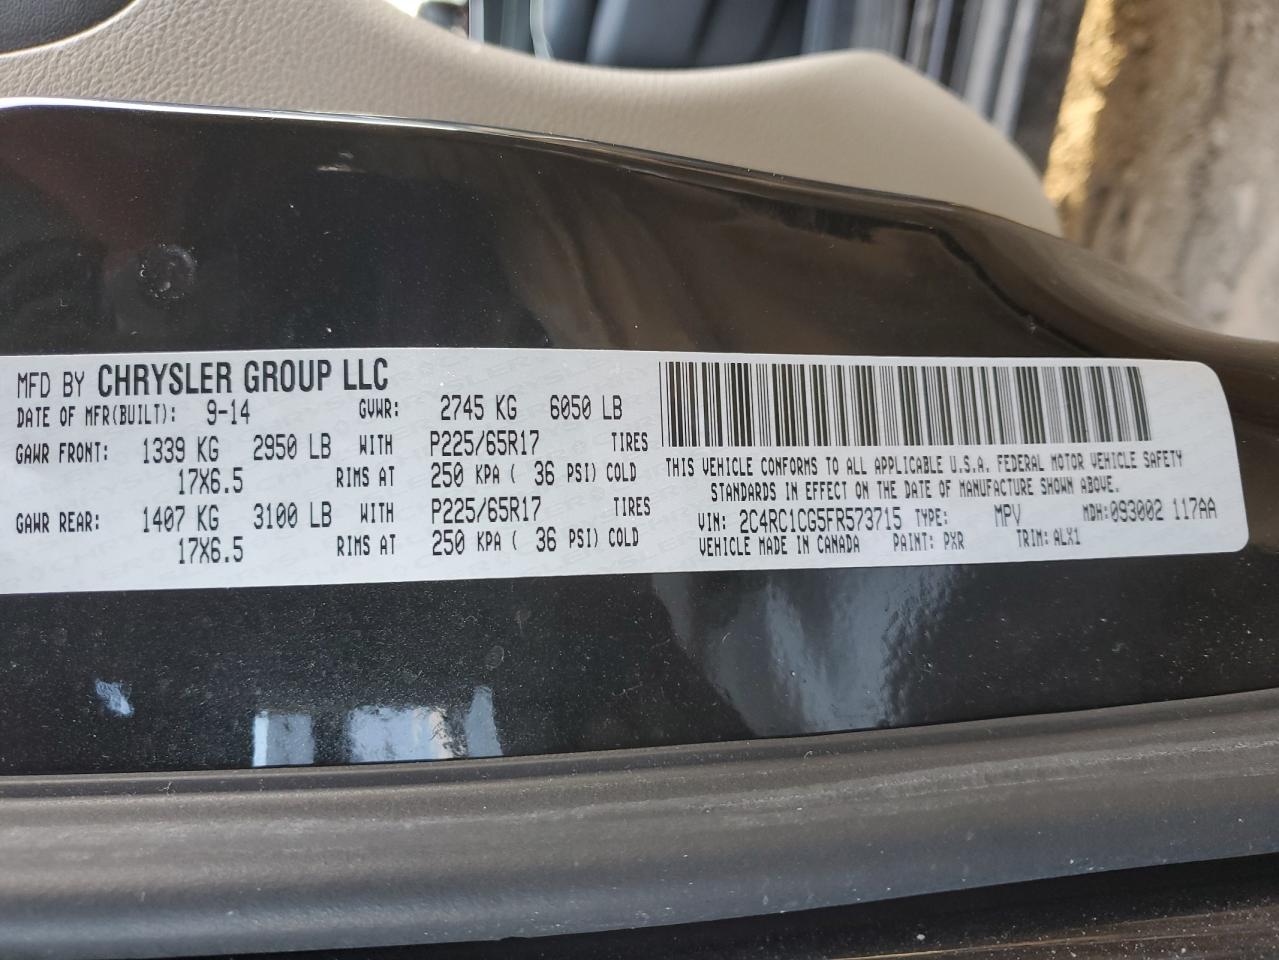 MFD BY CHRYSLER GROUP LLC
DATE OF MFR(BUILT): 9-14 GVWR: 2745 KG 6050 LB
GAWR FRONT: 1339 KG 2950 LB WITH P225/65R17 TIRES
17X6.5 RIMS AT 250 KPA ( 36 PSI) COLD
GAWR REAR: 1407 KG 3100 LB WITH P225/65R17 TIRES
17X6.5 RIMS AT 250 KPA ( 36 PSI) COLD
THIS VEHICLE CONFORMS TO ALL APPLICABLE U.S.A. FEDERAL MOTOR VEHICLE SAFETY
STANDARDS IN EFFECT ON THE DATE OF MANUFACTURE SHOWN ABOVE.
VIN: 2C4RC1CG5FR573715 TYPE: MPV MDH: 093002 117AA
VEHICLE MADE IN CANADA PAINT: PXR TRIM: ALX1